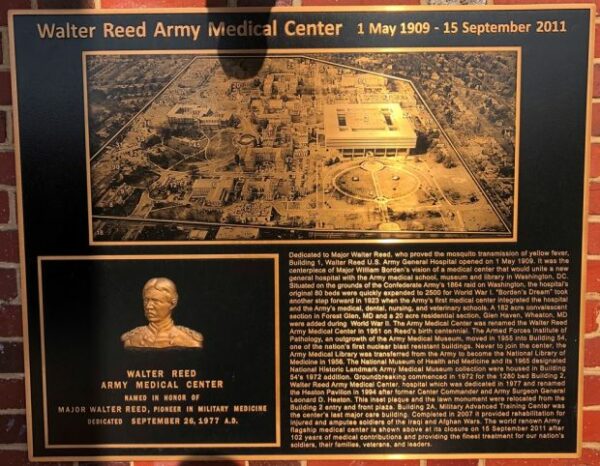 Walter Reed Army Medical Center 1 May 1909 - 15 September 2011
Dedicated to Major Walter Reed, who proved the mosquito transmission of yellow fever,
Building 1, Walter Reed U.S. Army General Hospital opened on 1 May 1909. It was the
centerpiece of Major William Borden's vision of a medical center that would unite a new
general hospital with the Army medical school, museum and library in Washington, DC.
Situated on the grounds of the Confederate Army's 1864 raid on Washington, the hospital's
original 80 beds were quickly expanded to 2500 for World War I. "Borden's Dream" took
another step forward in 1923 when the Army's first medical center integrated the hospital
and the Army's medical, dental, nursing, and veterinary schools. A 182 acre convalescent
section in Forest Glen, MD and a 20 acre residential section, Glen Haven, Wheaton, MD
were added during World War II. The Army Medical Center was renamed the Walter Reed
Army Medical Center in 1951 on Reed's birth centennial. The Armed Forces Institute of
Pathology, an outgrowth of the Army Medical Museum, moved in 1955 into Building 54,
one of the nation's first nuclear blast resistant buildings. Never to join the center, the
Army Medical Library was transferred from the Army to become the National Library of
Medicine in 1956. The National Museum of Health and Medicine and its 1965 designated
National Historic Landmark Army Medical Museum collection were housed in Building
54's 1972 addition. Groundbreaking commenced in 1972 for the 1280 bed Building 2,
Walter Reed Army Medical Center, hospital which was dedicated in 1977 and renamed
the Heaton Pavilion in 1994 after former Center Commander and Army Surgeon General
Leonard D. Heaton. This inset plaque and the lawn monument were relocated from the
Building 2 entry and front plaza. Building 2A, Military Advanced Training Center was
the center's last major care building. Completed in 2007 it provided rehabilitation for
injured and amputee soldiers of the Iraqi and Afghan Wars. The world renown Army
flagship medical center is shown above at its closure on 15 September 2011 after
102 years of medical contributions and providing the finest treatment for our nation's
soldiers, their families, veterans, and leaders.
WALTER REED
ARMY MEDICAL CENTER
NAMED IN HONOR OF
MAJOR WALTER REED, PIONEER IN MILITARY MEDICINE
DEDICATED SEPTEMBER 26, 1977 A.D.